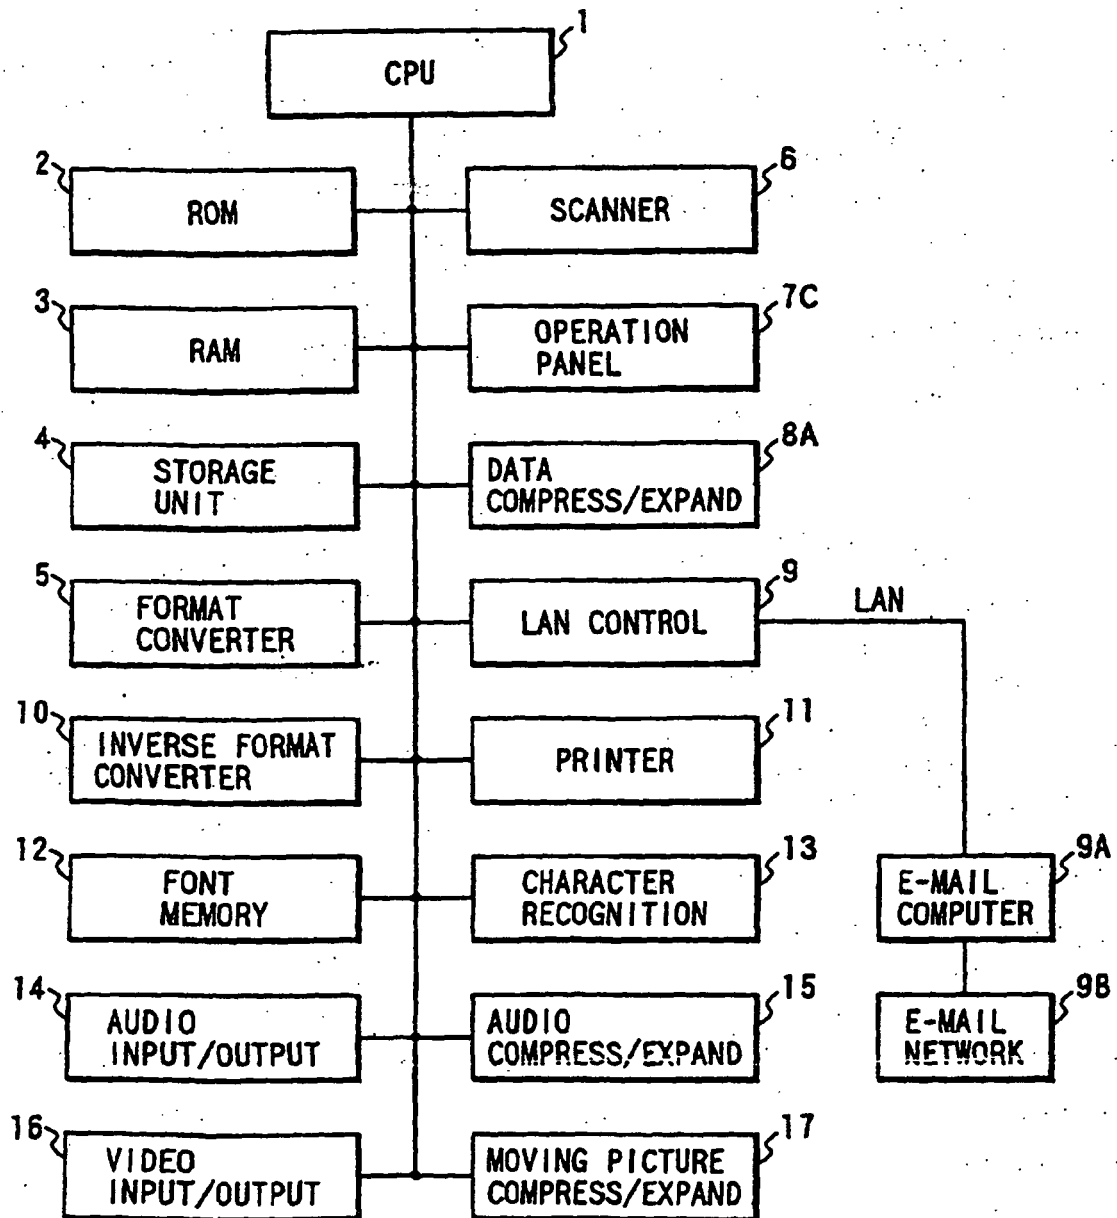 1
CPU
2
ROM
6
SCANNER
3
RAM
7C
OPERATION
PANEL
4
STORAGE
UNIT
8A
DATA
COMPRESS/EXPAND
5
FORMAT
CONVERTER
9
LAN CONTROL
LAN
10
INVERSE FORMAT
CONVERTER
11
PRINTER
12
FONT
MEMORY
13
CHARACTER
RECOGNITION
9A
E-MAIL
COMPUTER
14
AUDIO
INPUT/OUTPUT
15
AUDIO
COMPRESS/EXPAND
9B
E-MAIL
NETWORK
16
VIDEO
INPUT/OUTPUT
17
MOVING PICTURE
COMPRESS/EXPAND